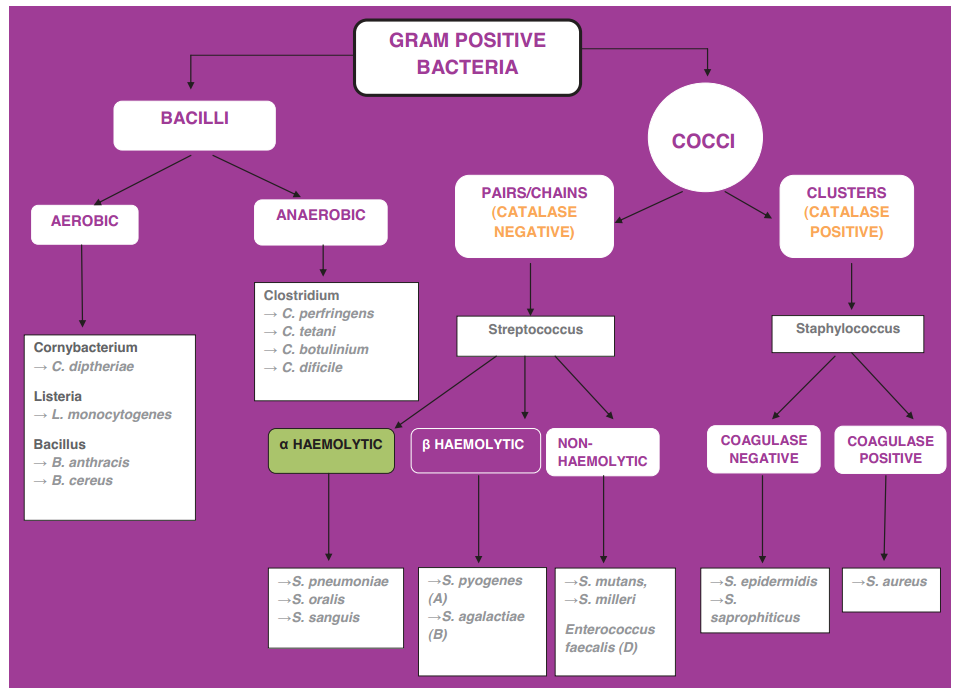 GRAM POSITIVE
BACTERIA
BACILLI
COCCI
AEROBIC
ANAEROBIC
PAIRS/CHAINS
(CATALASE
NEGATIVE)
CLUSTERS
(CATALASE
POSITIVE)
Cornybacterium
→ C. diptheriae
Listeria
→ L. monocytogenes
Bacillus
→ B. anthracis
→ B. cereus
Clostridium
→ C. perfringens
→ C. tetani
→ C. botulinium
→ C. dificile
Streptococcus
Staphylococcus
α HAEMOLYTIC
β HAEMOLYTIC
NON-
HAEMOLYTIC
COAGULASE
NEGATIVE
COAGULASE
POSITIVE
→S. pneumoniae
→S. oralis
→S. sanguis
→S. pyogenes
(A)
→S. agalactiae
(B)
→S. mutans,
→S. milleri
Enterococcus
faecalis (D)
→S. epidermidis
→S.
saprophiticus
→S. aureus